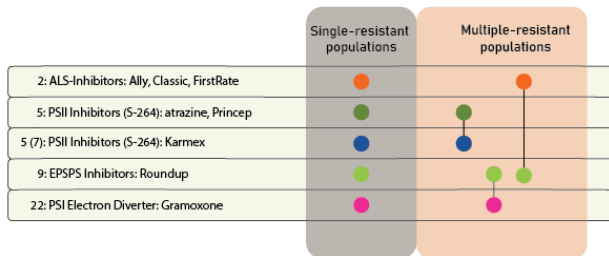 Single-resistant
populations
Multiple-resistant
populations
2: ALS-Inhibitors: Ally, Classic, FirstRate
5: PSII Inhibitors (S-264): atrazine, Princep
5 (7): PSII Inhibitors (S-264): Karmex
9: EPSPS Inhibitors: Roundup
22: PSI Electron Diverter: Gramoxone